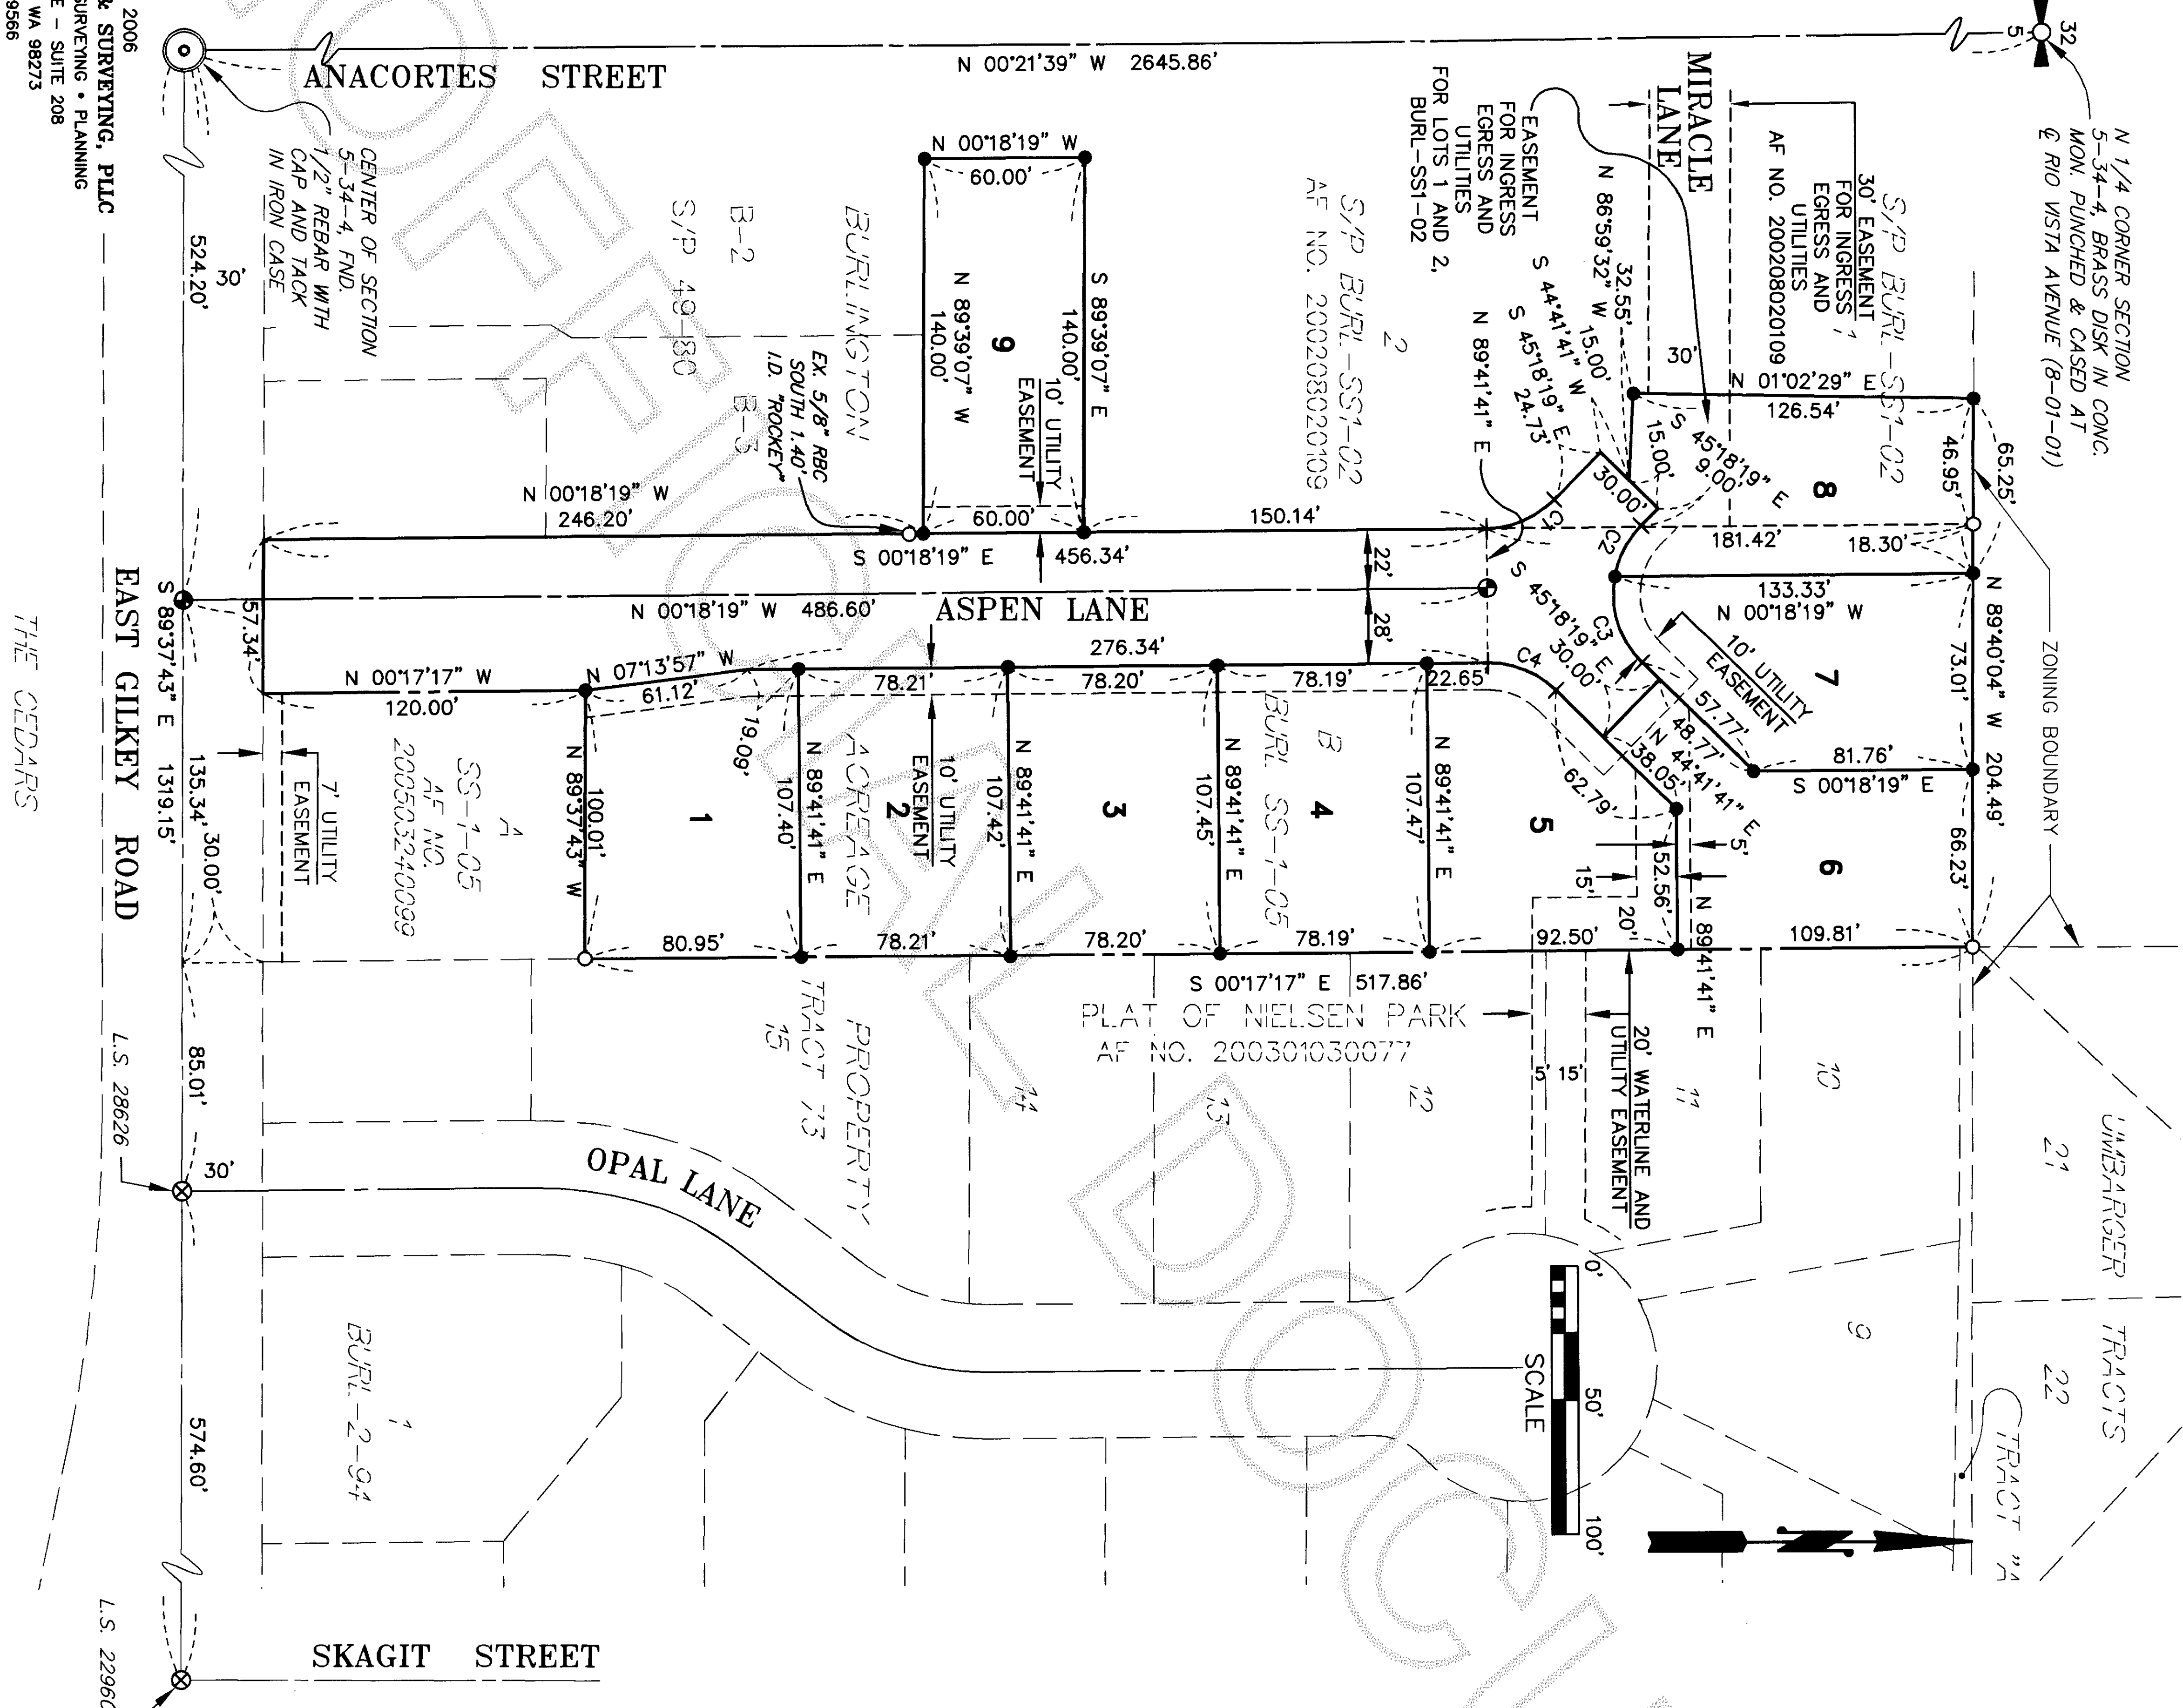 32
5
N 1/4 CORNER SECTION
5-34-4, BRASS DISK IN CONC.
MON. PUNCHED & CASED AT
℄ RIO VISTA AVENUE (8-01-01)
N 00°21'39" W 2645.86'
ANACORTES STREET
CENTER OF SECTION
5-34-4, FND.
1/2" REBAR WITH
CAP AND TACK
IN IRON CASE
2006
& SURVEYING, PLLC
SURVEYING • PLANNING
E - SUITE 208
WA 98273
9566
MIRACLE
LANE
S/P BURL-SS1-02
1
30' EASEMENT
FOR INGRESS
EGRESS AND
UTILITIES
AF NO. 200208020109
EASEMENT
FOR INGRESS
EGRESS AND
UTILITIES
FOR LOTS 1 AND 2,
BURL-SS1-02
30'
N 86°59'32" W
32.55'
S 44°41'41" W
15.00'
S 45°18'19" E
24.73'
N 89°41'41" E
N 01°02'29" E
126.54'
S 45°18'19" E
9.00'
15.00'
30.00'
65.25'
46.95'
18.30'
181.42'
8
C1
C2
C3
C4
2
S/P BURL-SS1-02
AF NO. 200208020109
N 00°18'19" W
60.00'
S 89°39'07" E
140.00'
N 89°39'07" W
140.00'
9
10' UTILITY
EASEMENT
60.00'
BURLINGTON
B-2
S/P 49-80
B-3
EX. 5/8" RBC
SOUTH 1.40'
I.D. "ROCKEY"
N 00°18'19" W
246.20'
S 00°18'19" E
456.34'
150.14'
22'
28'
N 00°18'19" W 486.60'
ASPEN LANE
276.34'
57.34'
N 00°17'17" W
120.00'
N 07°13'57" W
61.12'
19.09'
78.21'
78.20'
78.19'
22.65'
133.33'
N 00°18'19" W
7
N 89°40'04" W 204.49'
73.01'
66.23'
ZONING BOUNDARY
10' UTILITY
EASEMENT
S 45°18'19" E
30.00'
57.77'
48.77'
N 44°41'41" E
38.05'
62.79'
81.76'
S 00°18'19" E
6
5'
52.56'
15'
20'
N 89°41'41" E
109.81'
N 89°37'43" W
100.01'
1
N 89°41'41" E
107.40'
10' UTILITY
EASEMENT
2
N 89°41'41" E
107.42'
3
N 89°41'41" E
107.45'
4
N 89°41'41" E
107.47'
5
B
BURL SS-1-05
ACREAGE
PROPERTY
TRACT 73
15
80.95'
78.21'
78.20'
78.19'
92.50'
S 00°17'17" E 517.86'
PLAT OF NIELSEN PARK
AF NO. 200301030077
5' 15'
20' WATERLINE AND
UTILITY EASEMENT
14
13
12
11
10
9
UMBARGER TRACTS
21
22
TRACT "A
A
SS-1-05
AF NO.
200503240099
7' UTILITY
EASEMENT
524.20'
30'
S 89°37'43" E 1319.15'
135.34'
30.00'
85.01'
30'
574.60'
EAST GILKEY ROAD
THE CEDARS
L.S. 28626
L.S. 22960
OPAL LANE
1
BURL-2-94
SKAGIT STREET
0'
50'
100'
SCALE
UNOFFICIAL DOCU